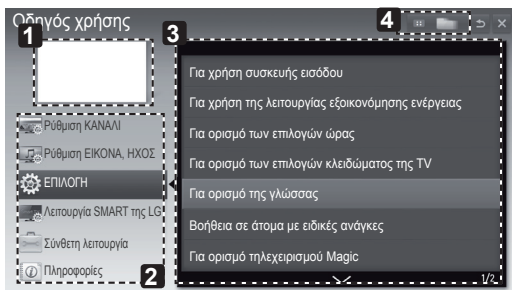 Οδηγός χρήσης
1
3
4
Ρύθμιση ΚΑΝΑΛΙ
Ρύθμιση ΕΙΚΟΝΑ, ΗΧΟΣ
ΕΠΙΛΟΓΗ
Λειτουργία SMART της LG
Σύνθετη λειτουργία
Πληροφορίες
2
Για χρήση συσκευής εισόδου
Για χρήση της λειτουργίας εξοικονόμησης ενέργειας
Για ορισμό των επιλογών ώρας
Για ορισμό των επιλογών κλειδώματος της TV
Για ορισμό της γλώσσας
Βοήθεια σε άτομα με ειδικές ανάγκες
Για ορισμό τηλεχειρισμού Magic
1/2